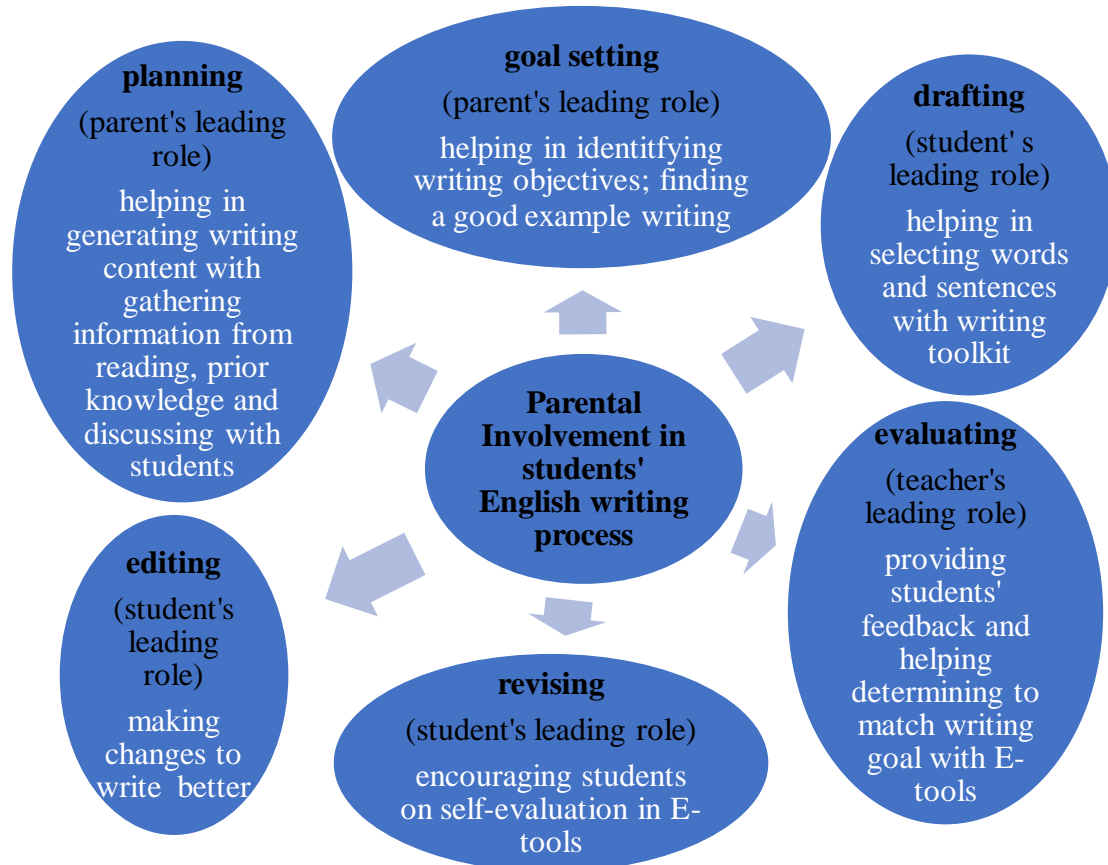 planning
(parent's leading
role)
helping in
generating writing
content with
gathering
information from
reading, prior
knowledge and
discussing with
students
goal setting
(parent's leading role)
helping in identitfying
writing objectives; finding
a good example writing
drafting
(student' s
leading role)
helping in
selecting words
and sentences
with writing
toolkit
Parental
Involvement in
students'
English writing
process
evaluating
(teacher's
leading role)
providing
students'
feedback and
helping
determining to
match writing
goal with E-
tools
editing
(student's
leading
role)
making
changes to
write better
revising
(student's leading role)
encouraging students
on self-evaluation in E-
tools